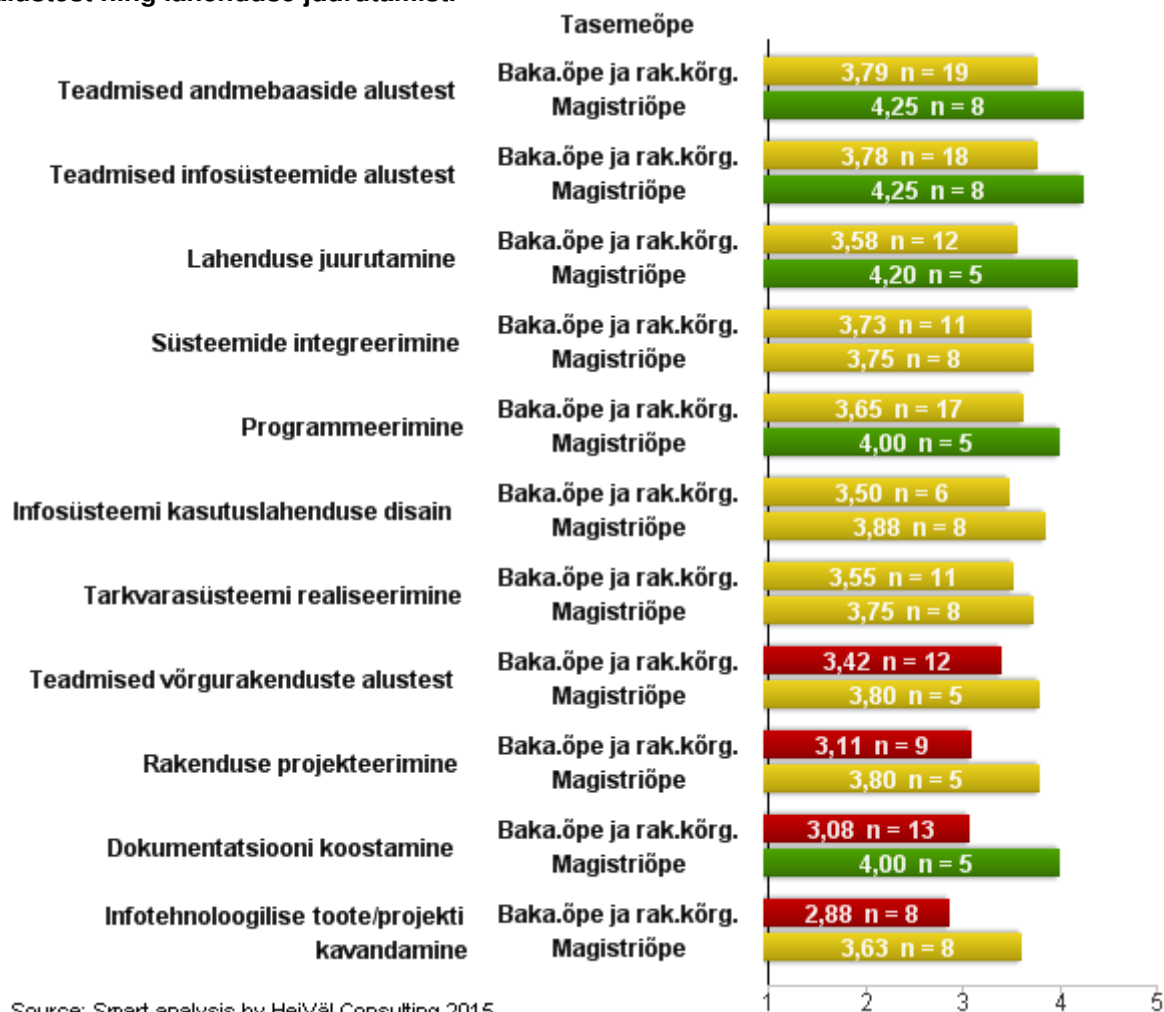 Tasemeõpe
Teadmised andmebaaside alustest
Baka.õpe ja rak.kõrg. 3,79 n = 19
Magistriõpe 4,25 n = 8
Teadmised infosüsteemide alustest
Baka.õpe ja rak.kõrg. 3,78 n = 18
Magistriõpe 4,25 n = 8
Lahenduse juurutamine
Baka.õpe ja rak.kõrg. 3,58 n = 12
Magistriõpe 4,20 n = 5
Süsteemide integreerimine
Baka.õpe ja rak.kõrg. 3,73 n = 11
Magistriõpe 3,75 n = 8
Programmeerimine
Baka.õpe ja rak.kõrg. 3,65 n = 17
Magistriõpe 4,00 n = 5
Infosüsteemi kasutuslahenduse disain
Baka.õpe ja rak.kõrg. 3,50 n = 6
Magistriõpe 3,88 n = 8
Tarkvarasüsteemi realiseerimine
Baka.õpe ja rak.kõrg. 3,55 n = 11
Magistriõpe 3,75 n = 8
Teadmised võrgurakenduste alustest
Baka.õpe ja rak.kõrg. 3,42 n = 12
Magistriõpe 3,80 n = 5
Rakenduse projekteerimine
Baka.õpe ja rak.kõrg. 3,11 n = 9
Magistriõpe 3,80 n = 5
Dokumentatsiooni koostamine
Baka.õpe ja rak.kõrg. 3,08 n = 13
Magistriõpe 4,00 n = 5
Infotehnoloogilise toote/projekti
kavandamine
Baka.õpe ja rak.kõrg. 2,88 n = 8
Magistriõpe 3,63 n = 8
1 2 3 4 5
Source: Smart analysis by HeiVäl Consulting 2015